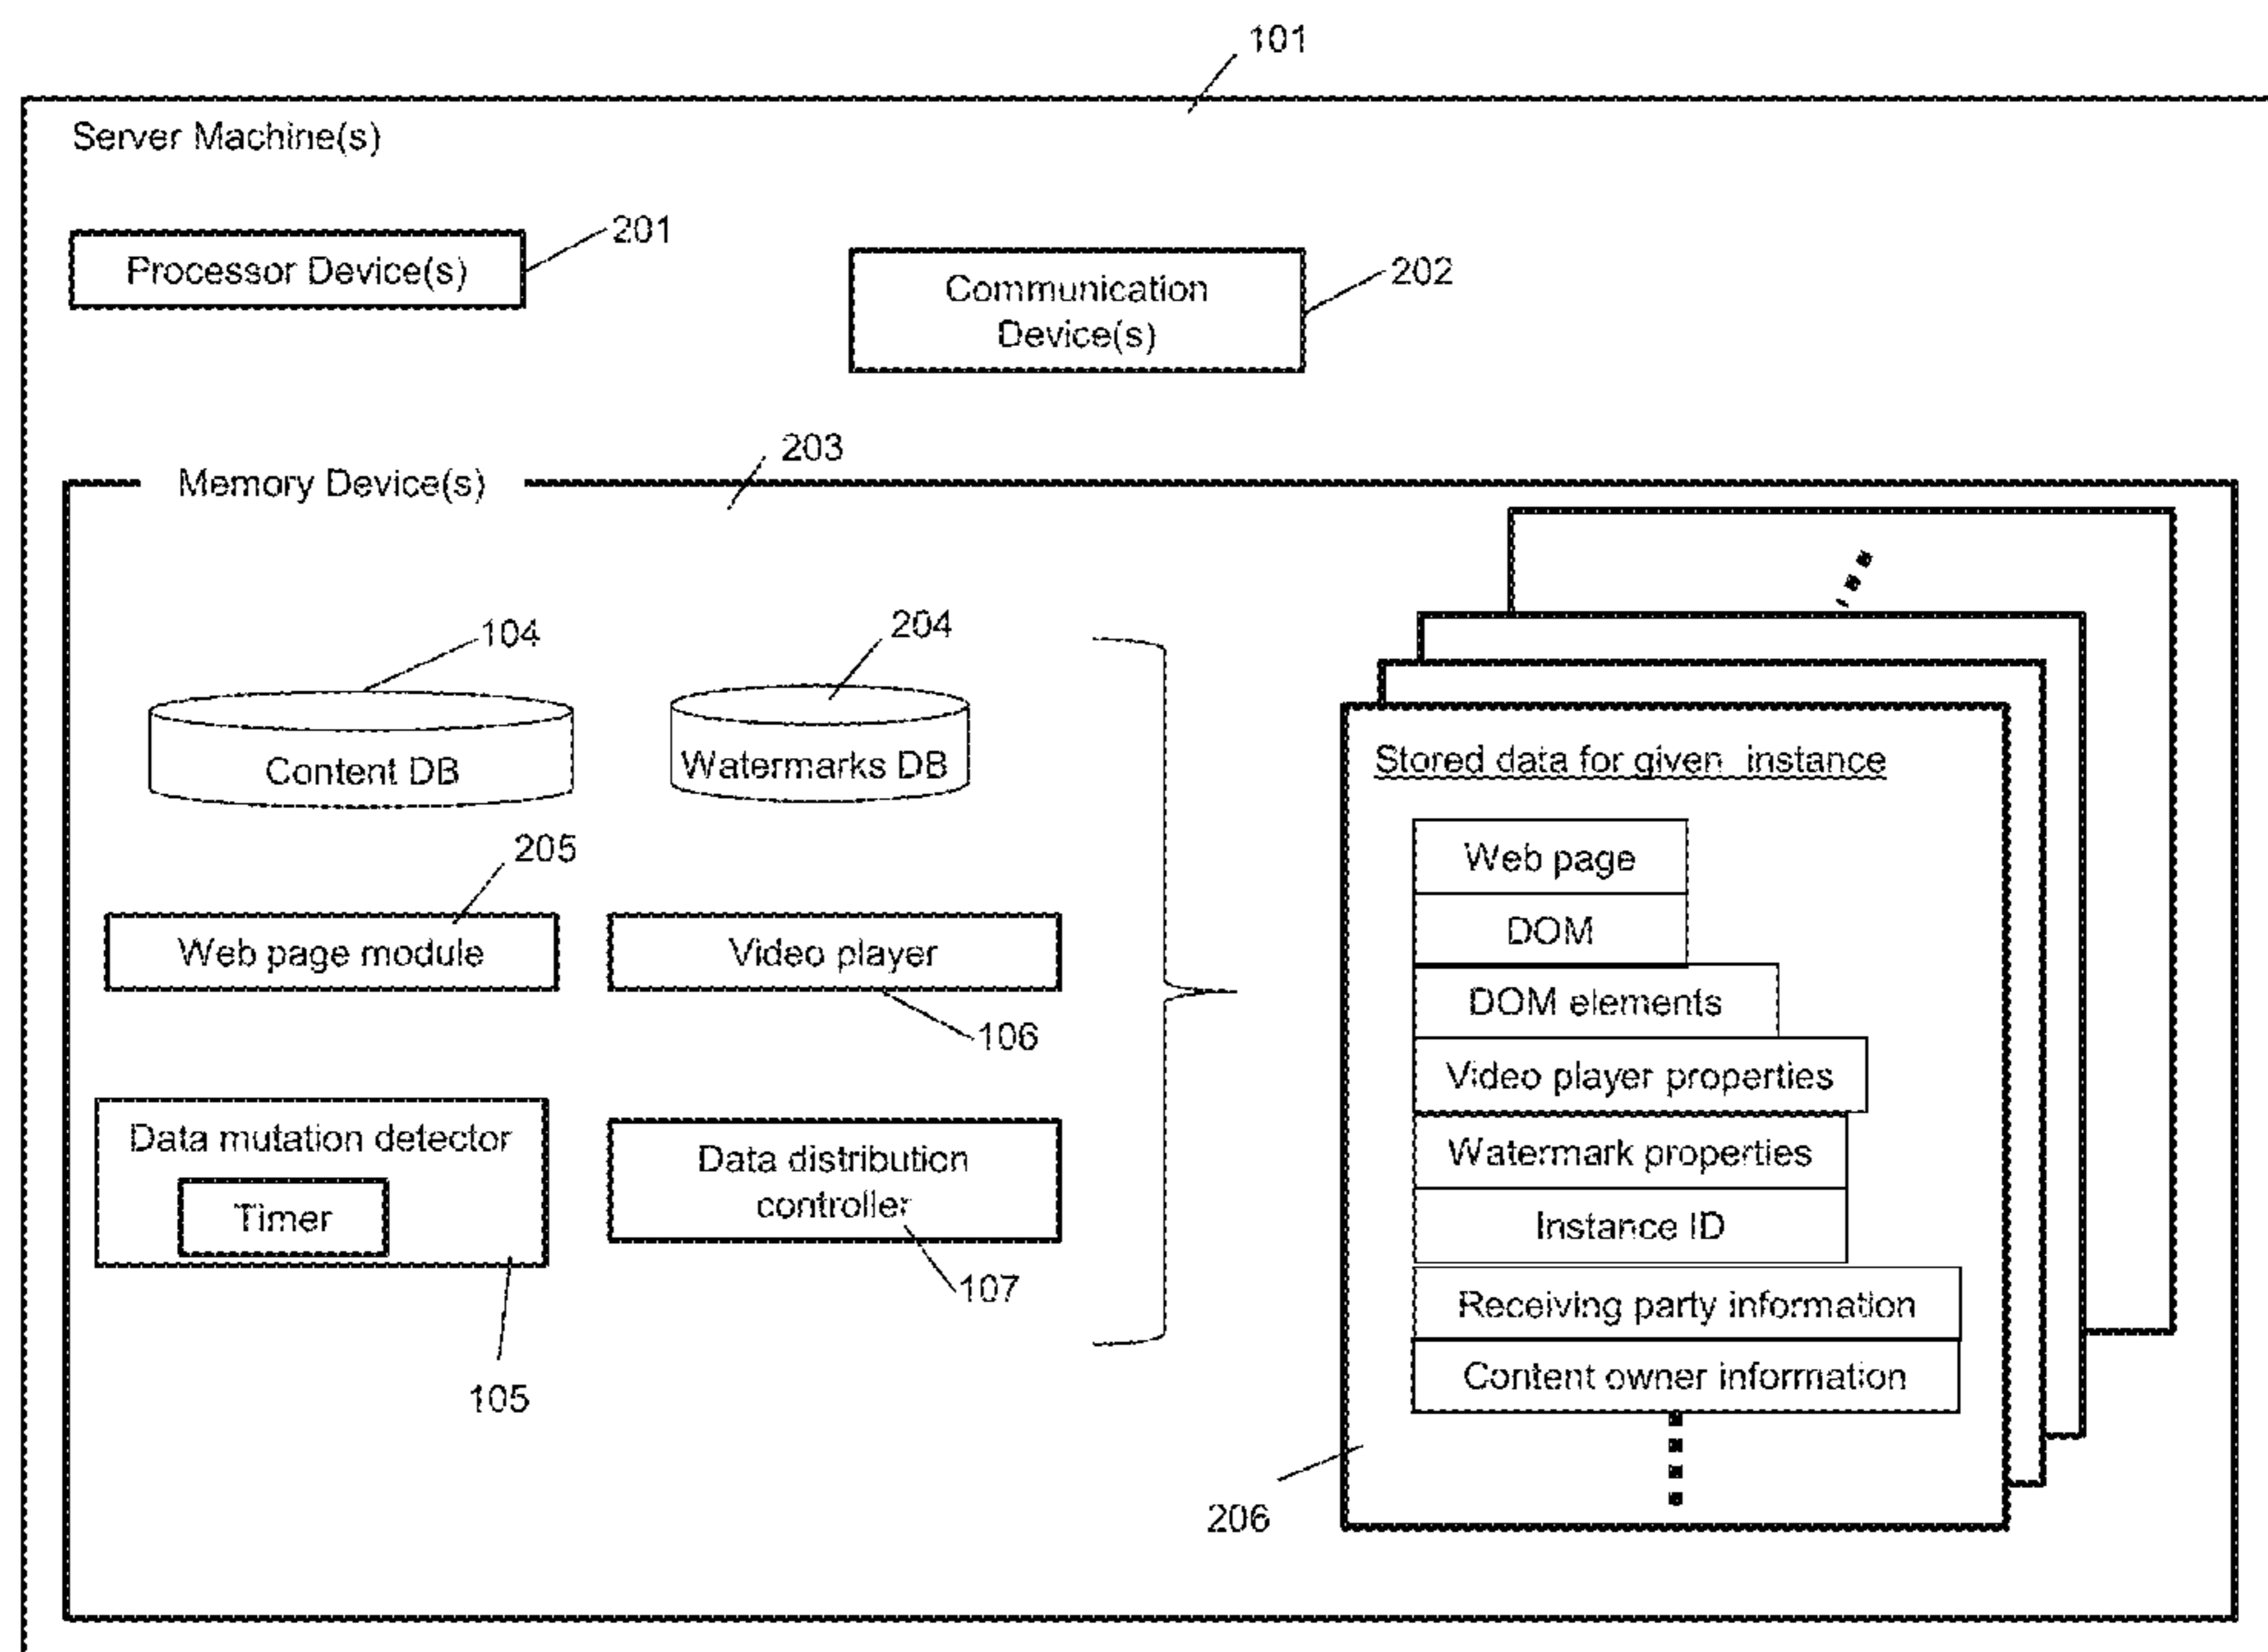 101
Server Machine(s)
201
Processor Device(s)
202
Communication
Device(s)
203
Memory Device(s)
104
204
Content DB
Watermarks DB
205
Web page module
Video player
106
Data mutation detector
Timer
105
Data distribution
controller
107
Stored data for given instance
Web page
DOM
DOM elements
Video player properties
Watermark properties
Instance ID
Receiving party information
Content owner information
206